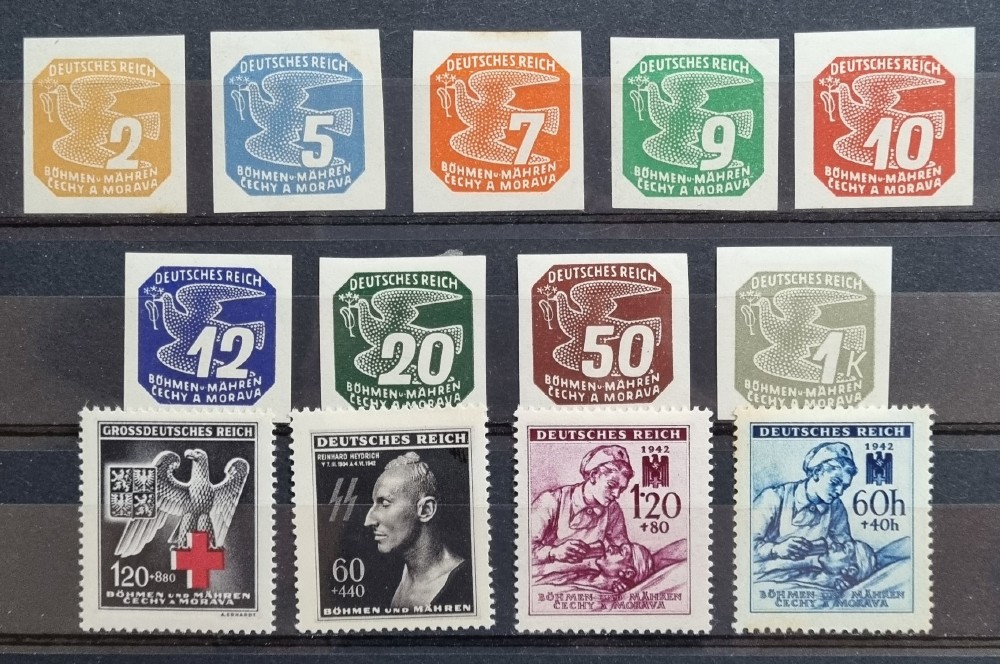 DEUTSCHES REICH
2
BÖHMEN U. MÄHREN
ČECHY A MORAVA
DEUTSCHES REICH
5
BÖHMEN U. MÄHREN
ČECHY A MORAVA
DEUTSCHES REICH
7
BÖHMEN U. MÄHREN
ČECHY A MORAVA
DEUTSCHES REICH
9
BÖHMEN U. MÄHREN
ČECHY A MORAVA
DEUTSCHES REICH
10
BÖHMEN U. MÄHREN
ČECHY A MORAVA
DEUTSCHES REICH
12
BÖHMEN U. MÄHREN
ČECHY A MORAVA
DEUTSCHES REICH
20
BÖHMEN U. MÄHREN
ČECHY A MORAVA
DEUTSCHES REICH
50
BÖHMEN U. MÄHREN
ČECHY A MORAVA
DEUTSCHES REICH
1K
BÖHMEN U. MÄHREN
ČECHY A MORAVA
GROSSDEUTSCHES REICH
120+880
BÖHMEN UND MÄHREN
ČECHY A MORAVA
DEUTSCHES REICH
REINHARD HEYDRICH
60
+440
BÖHMEN UND MÄHREN
DEUTSCHES REICH
1942
1·20
+80
BÖHMEN UND MÄHREN
ČECHY A MORAVA
DEUTSCHES REICH
1942
60h
+40h
BÖHMEN UND MÄHREN
ČECHY A MORAVA